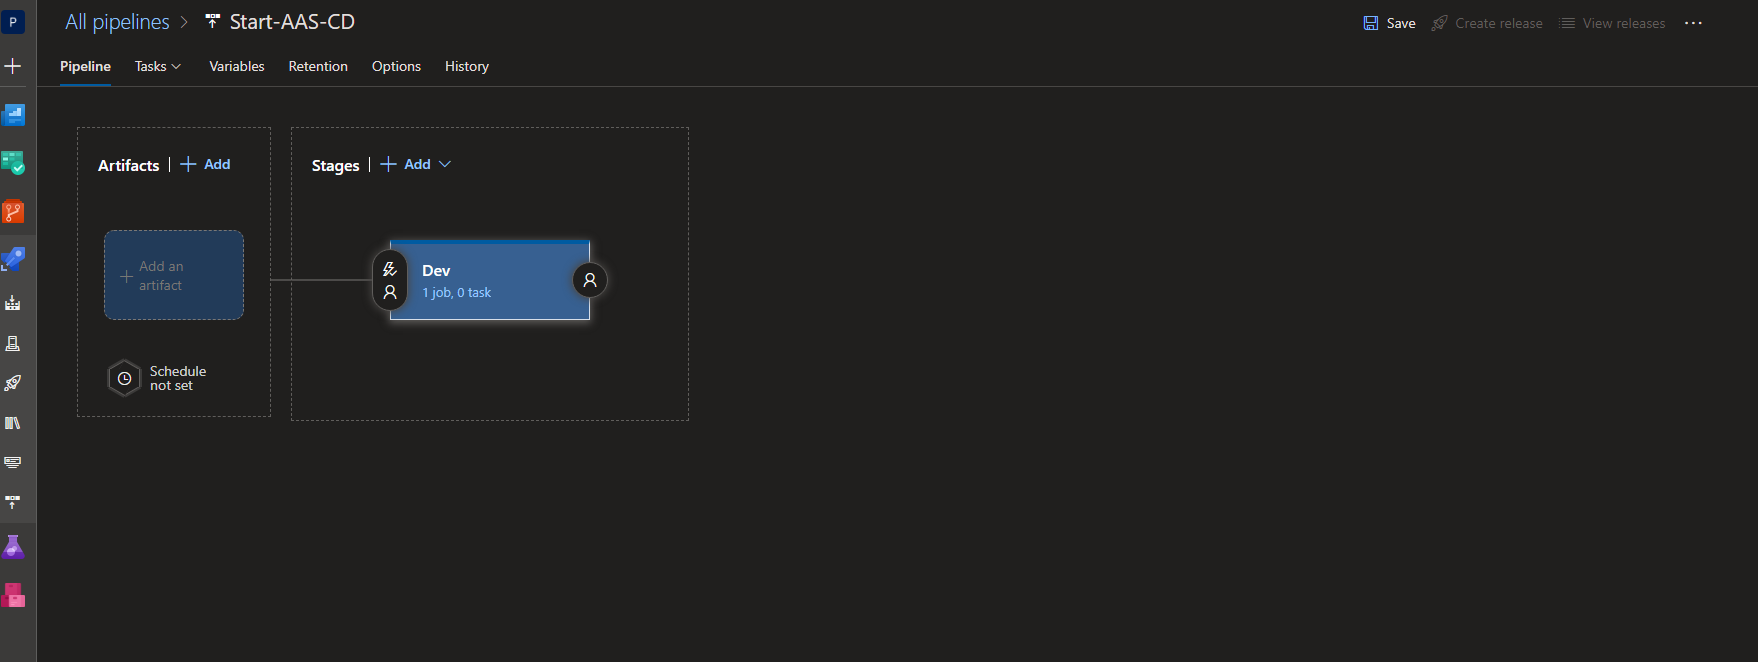 P
All pipelines > Start-AAS-CD
Save
Create release
View releases
Pipeline
Tasks
Variables
Retention
Options
History
Artifacts | + Add
Stages | + Add
+ Add an
artifact
Dev
1 job, 0 task
Schedule
not set